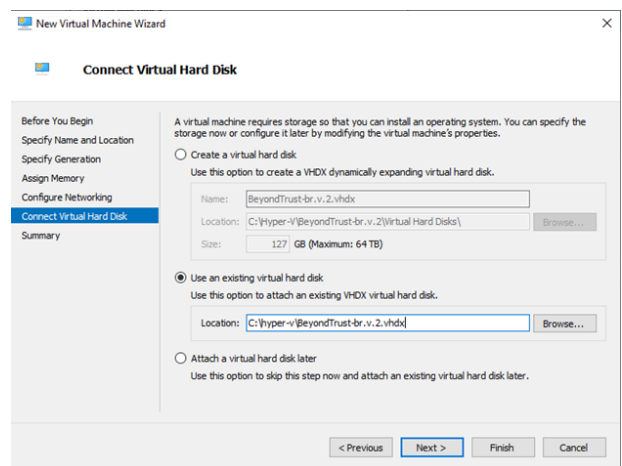 New Virtual Machine Wizard
Connect Virtual Hard Disk
Before You Begin
Specify Name and Location
Specify Generation
Assign Memory
Configure Networking
Connect Virtual Hard Disk
Summary
A virtual machine requires storage so that you can install an operating system. You can specify the
storage now or configure it later by modifying the virtual machine's properties.
Create a virtual hard disk
Use this option to create a VHDX dynamically expanding virtual hard disk.
Name: BeyondTrust-br.v.2.vhdx
Location: C:\Hyper-V\BeyondTrust-br.v.2\Virtual Hard Disks\ Browse...
Size: 127 GB (Maximum: 64 TB)
Use an existing virtual hard disk
Use this option to attach an existing VHDX virtual hard disk.
Location: C:\hyper-v\BeyondTrust-br.v.2.vhdx Browse...
Attach a virtual hard disk later
Use this option to skip this step now and attach an existing virtual hard disk later.
< Previous Next > Finish Cancel